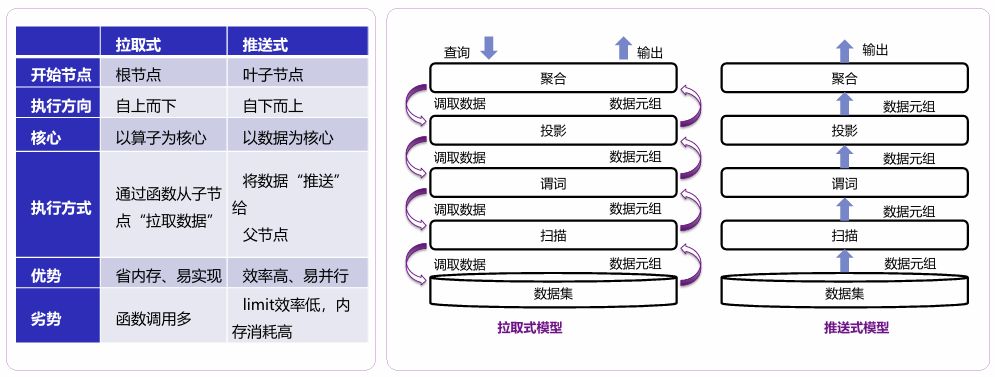 拉取式 推送式
开始节点 根节点 叶子节点
执行方向 自上而下 自下而上
核心 以算子为核心 以数据为核心
执行方式
通过函数从子节
点“拉取数据”
将数据“推送”
给
父节点
优势 省内存、易实现 效率高、易并行
劣势 函数调用多
limit效率低，内
存消耗高
查询 输出
聚合
调取数据 数据元组
投影
调取数据 数据元组
谓词
调取数据 数据元组
扫描
调取数据 数据元组
数据集
拉取式模型
输出
聚合
数据元组
投影
数据元组
谓词
数据元组
扫描
数据元组
数据集
推送式模型